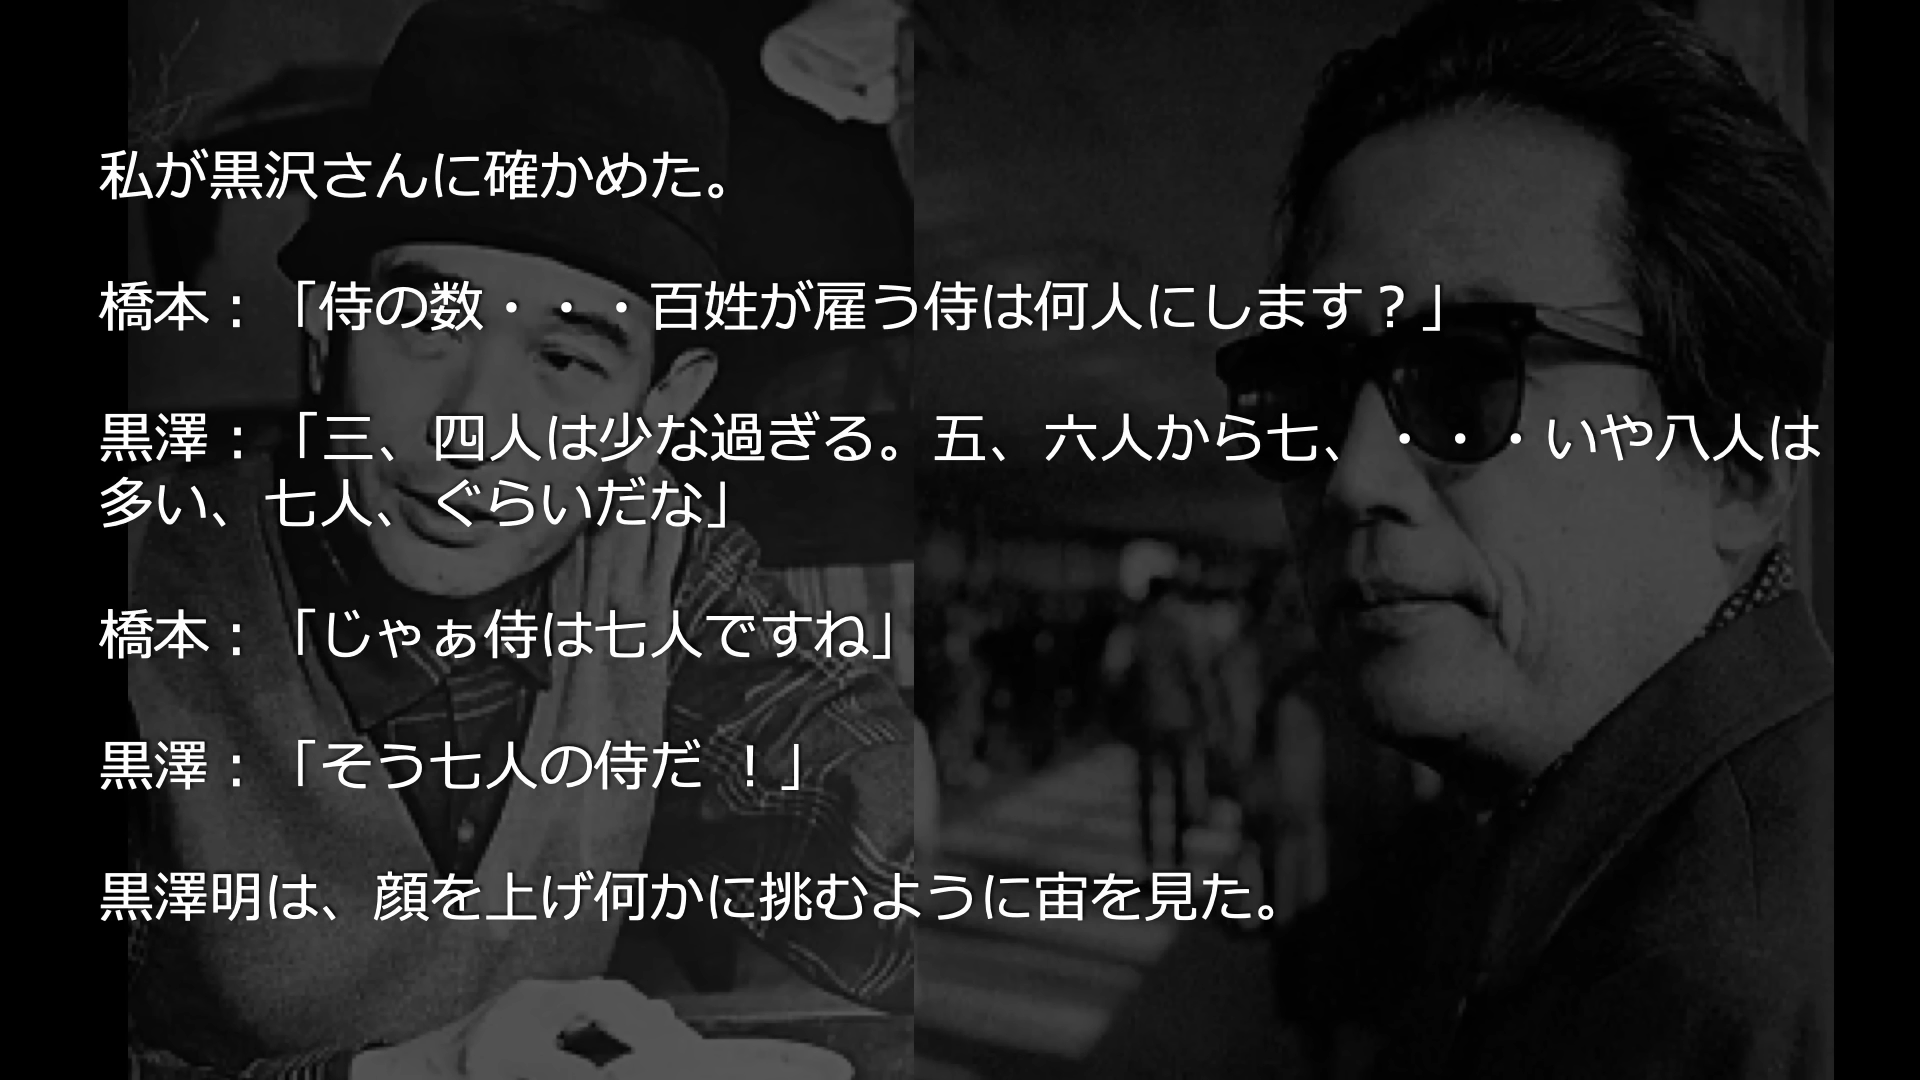 私が黒沢さんに確かめた。
橋本：「侍の数・・・百姓が雇う侍は何人にします？」
黒澤：「三、四人は少な過ぎる。五、六人から七、・・・いや八人は
多い、七人、ぐらいだな」
橋本：「じゃぁ侍は七人ですね」
黒澤：「そう七人の侍だ ！」
黒澤明は、顔を上げ何かに挑むように宙を見た。